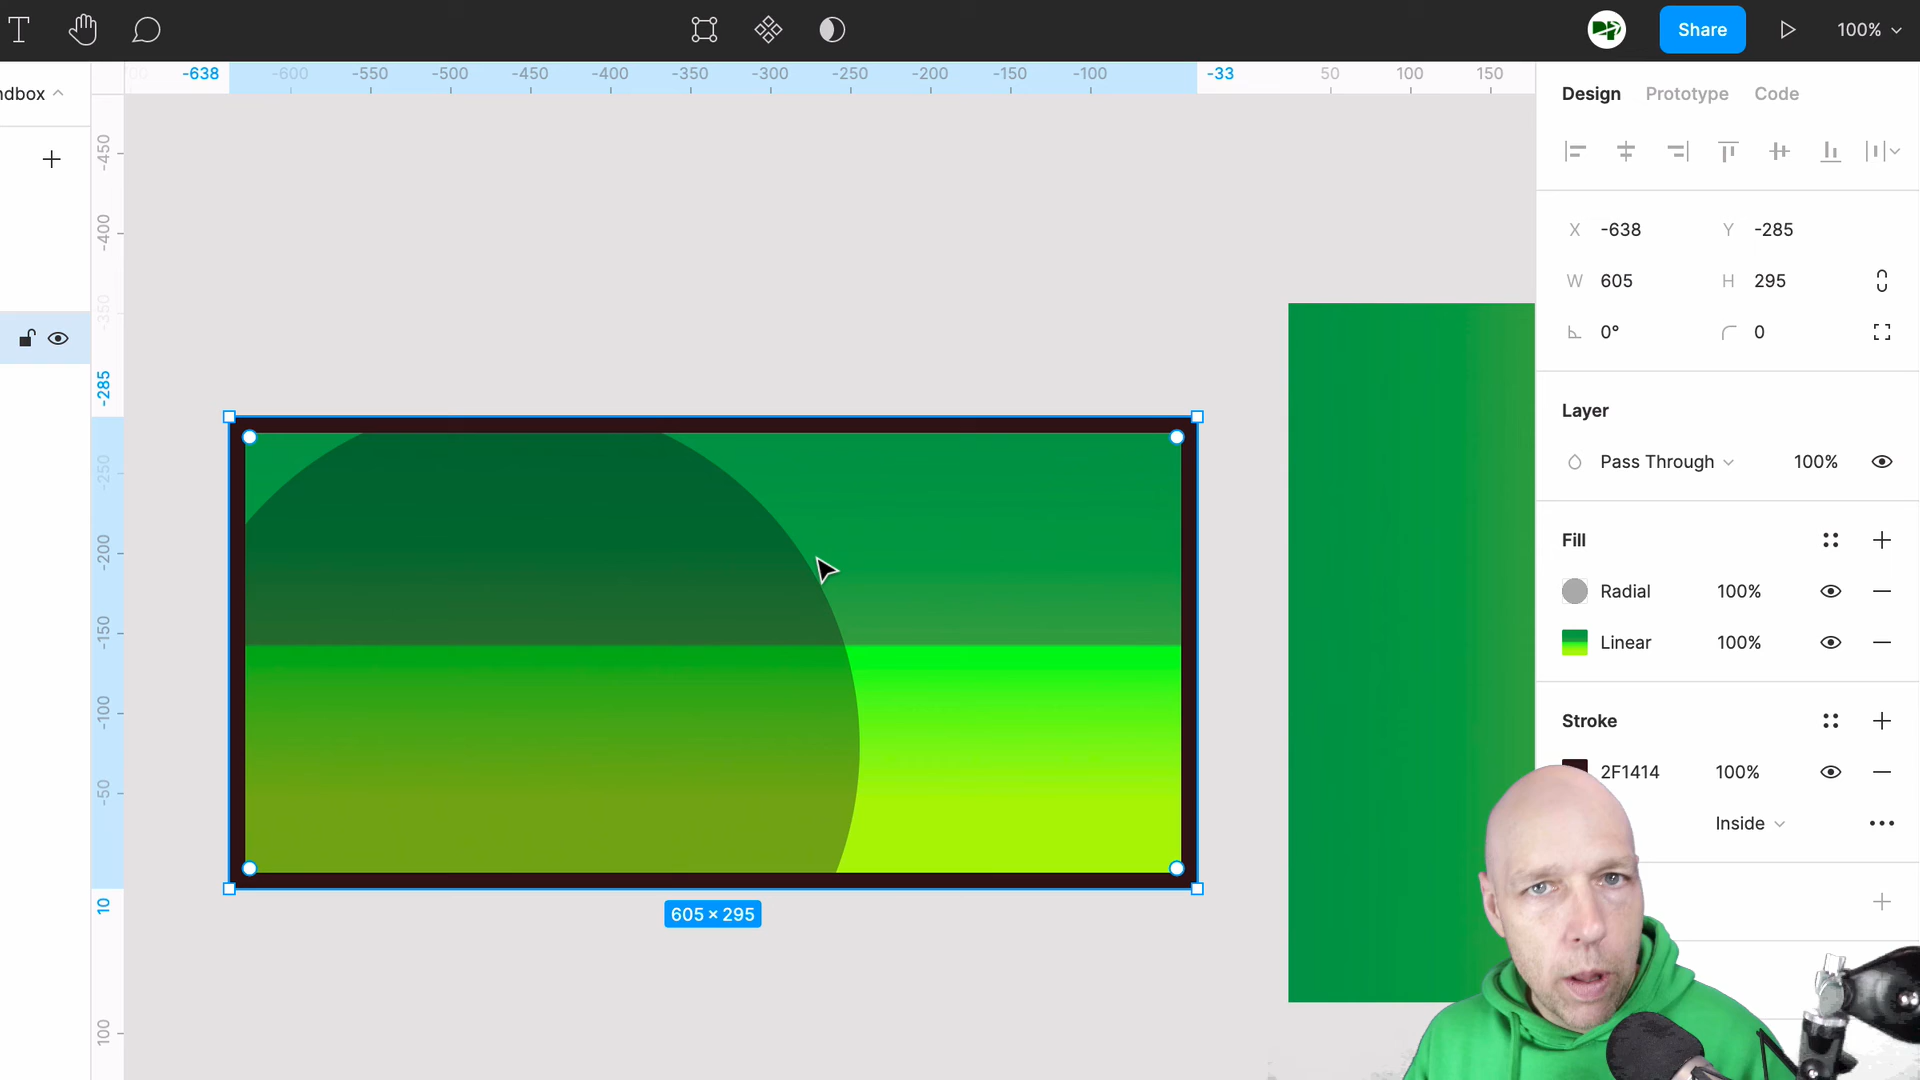 T
Share
100%
-638
-600
-550
-500
-450
-400
-350
-300
-250
-200
-150
-100
-33
50
100
150
ndbox
Design
Prototype
Code
X
-638
Y
-285
W
605
H
295
0°
0
Layer
Pass Through
100%
Fill
Radial
100%
Linear
100%
Stroke
2F1414
100%
Inside
-450
-400
-350
-285
-250
-200
-150
-100
-50
10
100
605 × 295